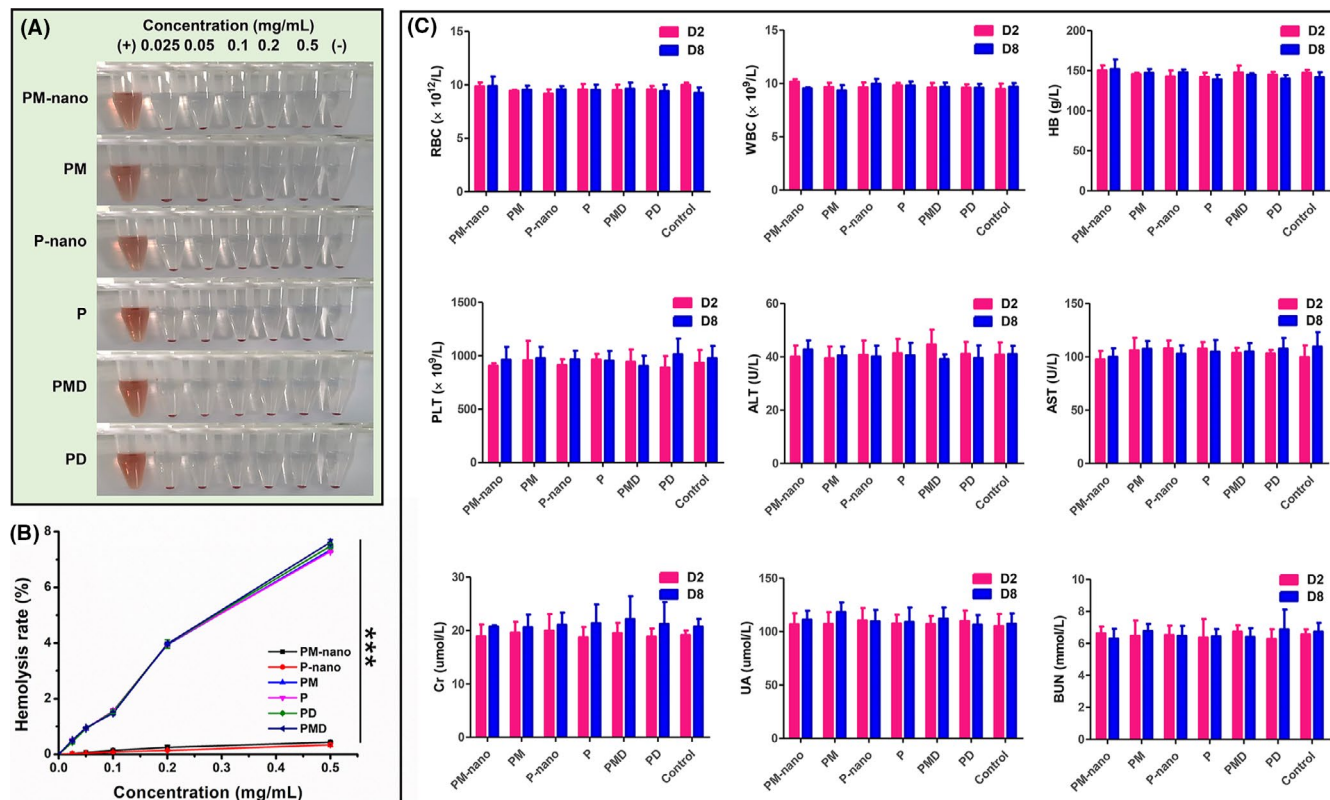 (A)
Concentration (mg/mL)
(+) 0.025 0.05 0.1 0.2 0.5 (-)
PM-nano
PM
P-nano
P
PMD
PD
(B)
Hemolysis rate (%)
8
6
4
2
0
0.0 0.1 0.2 0.3 0.4 0.5
Concentration (mg/mL)
PM-nano
P-nano
PM
P
PD
PMD
***
(C)
RBC (× 10¹²/L)
15
10
5
0
D2
D8
PM-nano PM P-nano P PMD PD Control
WBC (× 10⁹/L)
15
10
5
0
D2
D8
PM-nano PM P-nano P PMD PD Control
HB (g/L)
200
150
100
50
0
D2
D8
PM-nano PM P-nano P PMD PD Control
PLT (× 10⁹/L)
1500
1000
500
0
D2
D8
PM-nano PM P-nano P PMD PD Control
ALT (U/L)
60
40
20
0
D2
D8
PM-nano PM P-nano P PMD PD Control
AST (U/L)
150
100
50
0
D2
D8
PM-nano PM P-nano P PMD PD Control
Cr (umol/L)
30
20
10
0
D2
D8
PM-nano PM P-nano P PMD PD Control
UA (umol/L)
150
100
50
0
D2
D8
PM-nano PM P-nano P PMD PD Control
BUN (mmol/L)
10
8
6
4
2
0
D2
D8
PM-nano PM P-nano P PMD PD Control